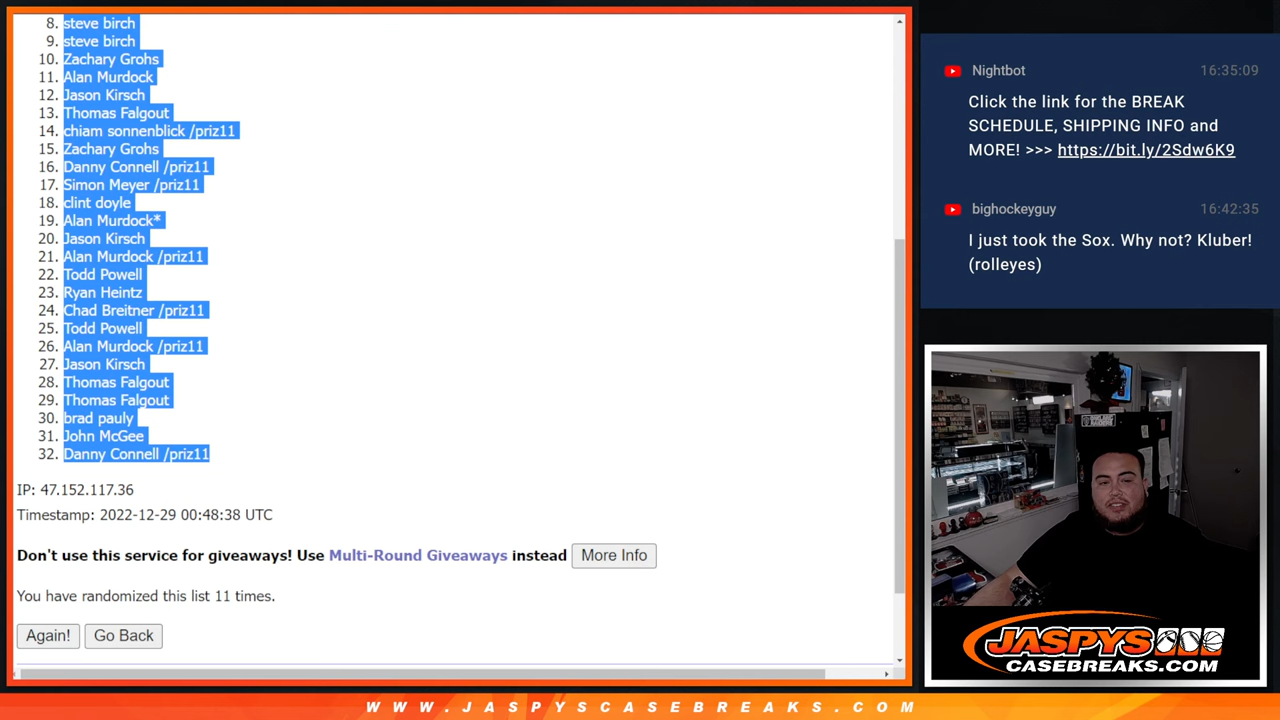 8. steve birch
9. steve birch
10. Zachary Grohs
11. Alan Murdock
12. Jason Kirsch
13. Thomas Falgout
14. chiam sonnenblick /priz11
15. Zachary Grohs
16. Danny Connell /priz11
17. Simon Meyer /priz11
18. clint doyle
19. Alan Murdock*
20. Jason Kirsch
21. Alan Murdock /priz11
22. Todd Powell
23. Ryan Heintz
24. Chad Breitner /priz11
25. Todd Powell
26. Alan Murdock /priz11
27. Jason Kirsch
28. Thomas Falgout
29. Thomas Falgout
30. brad pauly
31. John McGee
32. Danny Connell /priz11
IP: 47.152.117.36
Timestamp: 2022-12-29 00:48:38 UTC
Don't use this service for giveaways! Use Multi-Round Giveaways instead More Info
You have randomized this list 11 times.
Again! Go Back
Nightbot 16:35:09
Click the link for the BREAK
SCHEDULE, SHIPPING INFO and
MORE! >>> https://bit.ly/2Sdw6K9
bighockeyguy 16:42:35
I just took the Sox. Why not? Kluber!
(rolleyes)
JASPYS
CASEBREAKS.COM
WWW.JASPYSCASEBREAKS.COM